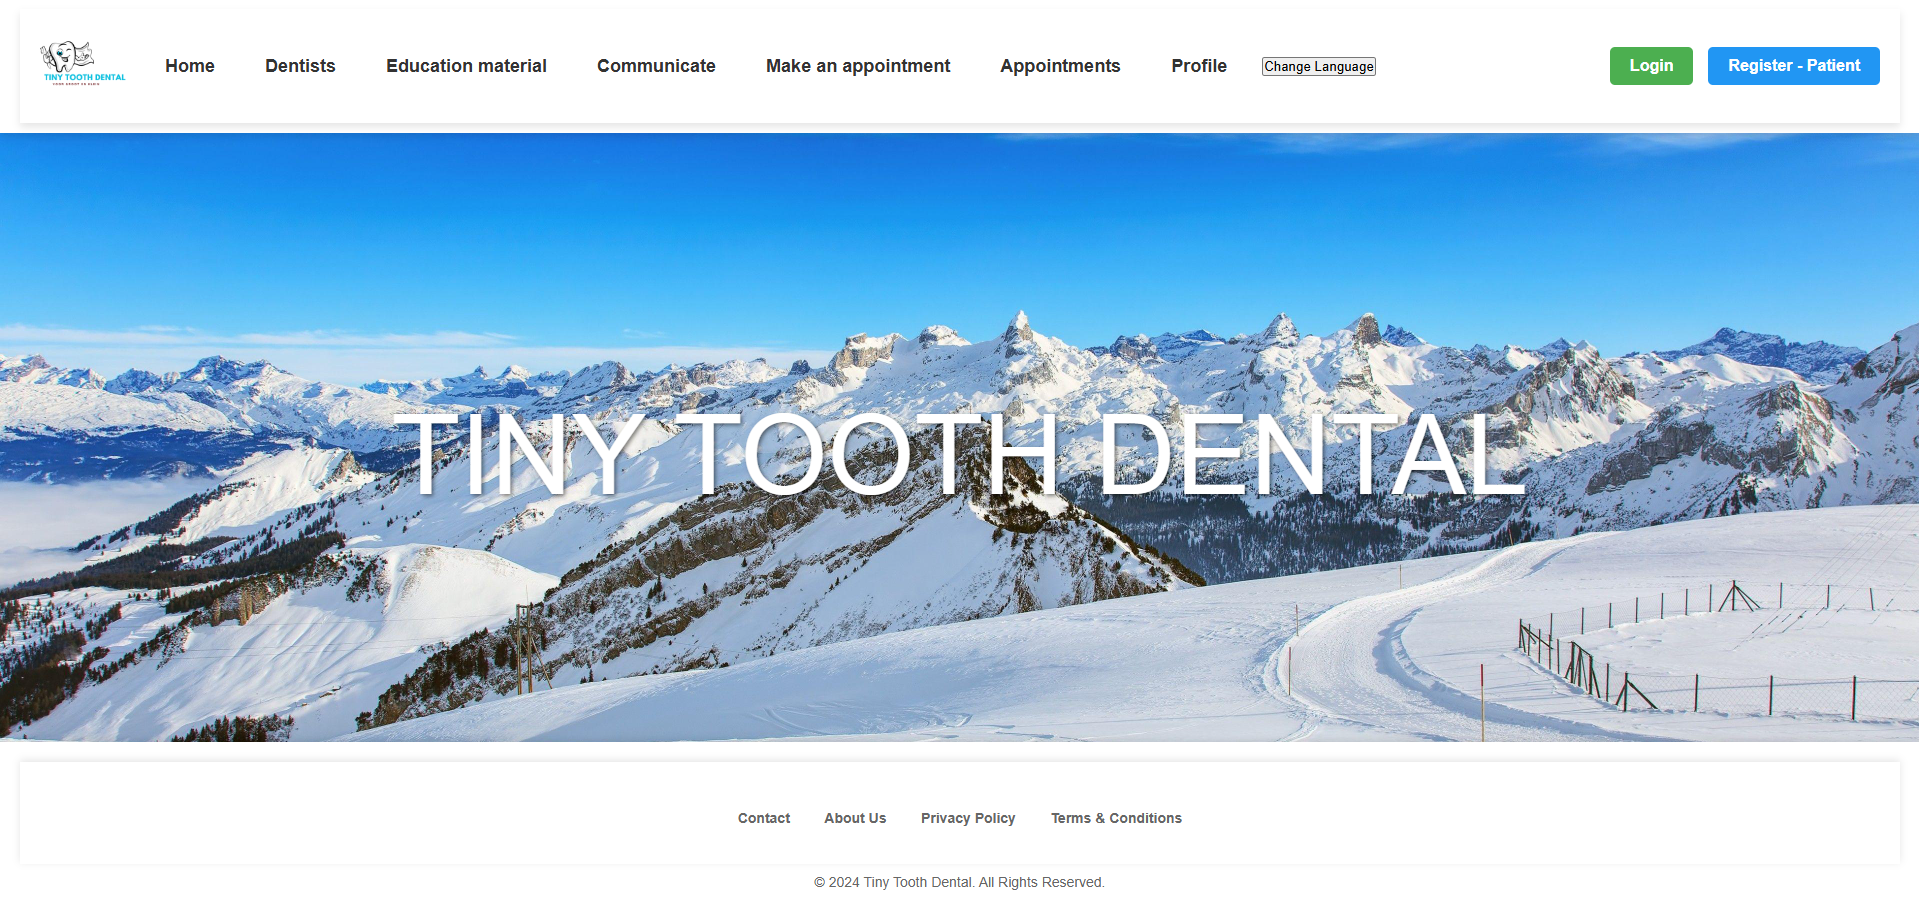 TINY TOOTH DENTAL
Home
Dentists
Education material
Communicate
Make an appointment
Appointments
Profile
Change Language
Login
Register - Patient
TINY TOOTH DENTAL
Contact
About Us
Privacy Policy
Terms & Conditions
© 2024 Tiny Tooth Dental. All Rights Reserved.